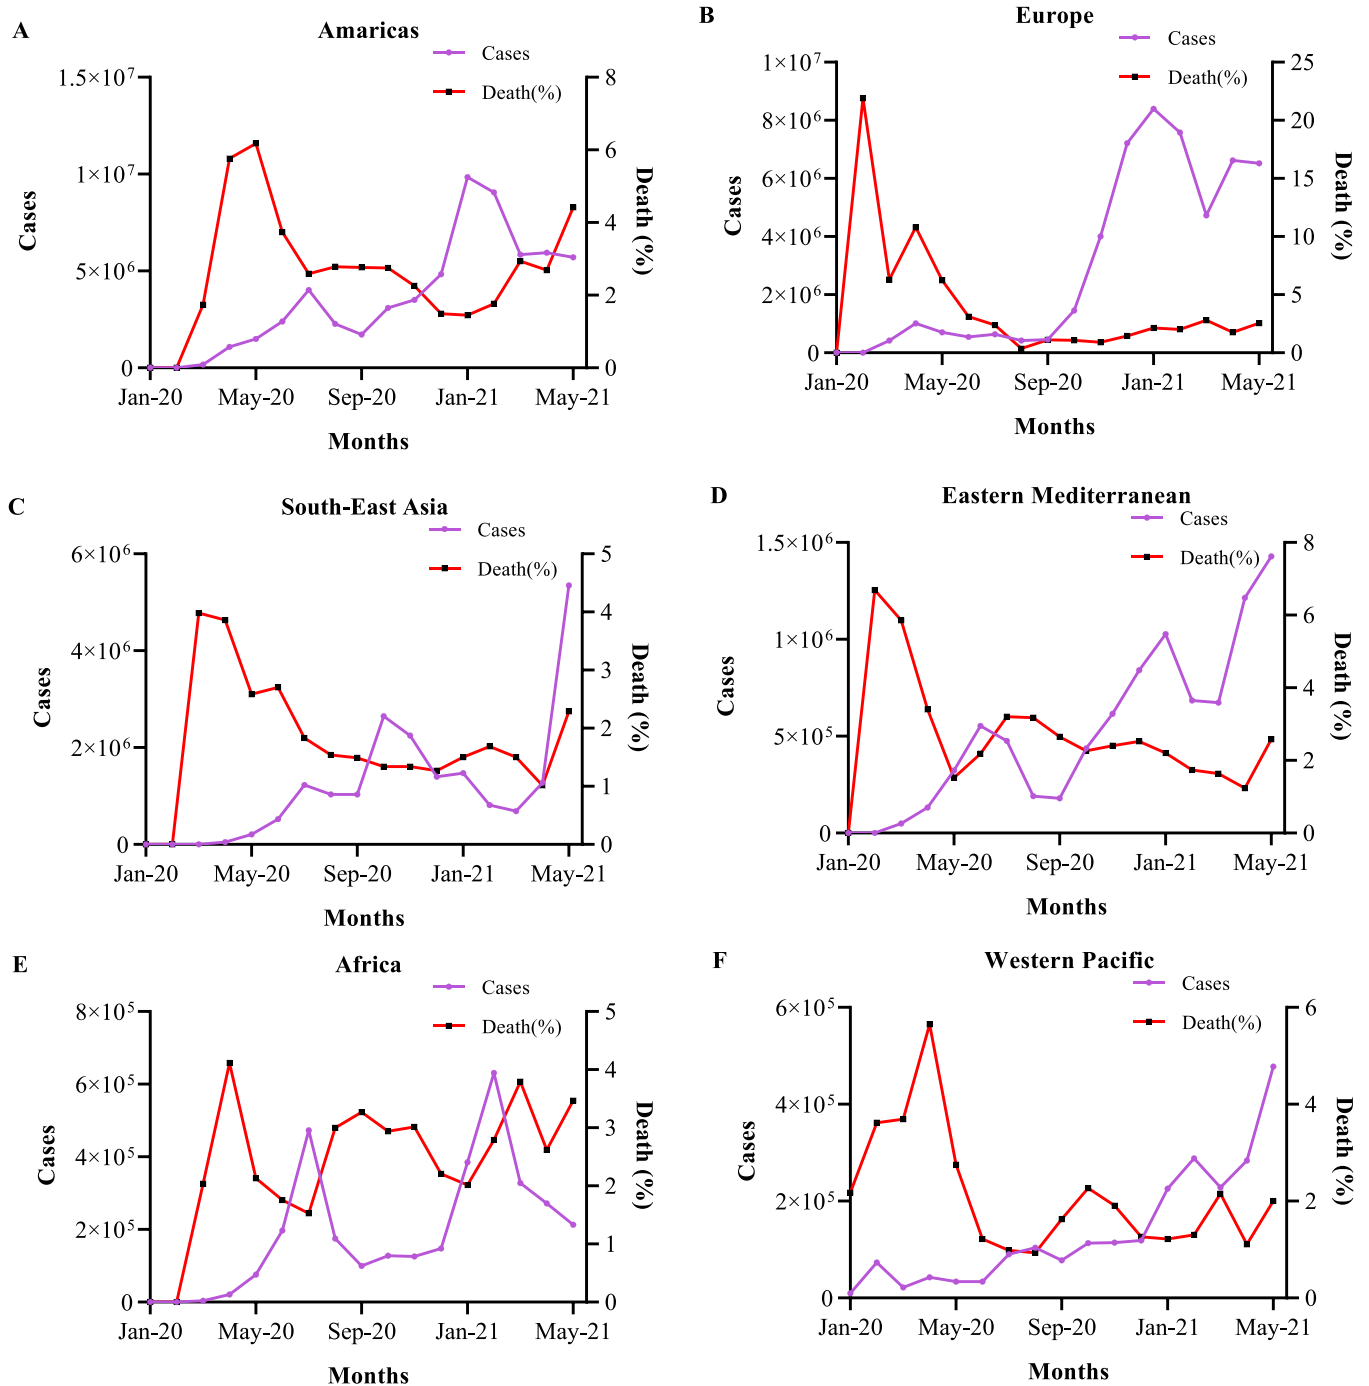 A
Amaricas
Cases
Death(%)
1.5×10⁷
1×10⁷
5×10⁶
0
8
6
4
2
0
Cases
Death (%)
Jan-20 May-20 Sep-20 Jan-21 May-21
Months
B
Europe
Cases
Death(%)
1×10⁷
8×10⁶
6×10⁶
4×10⁶
2×10⁶
0
25
20
15
10
5
0
Cases
Death (%)
Jan-20 May-20 Sep-20 Jan-21 May-21
Months
C
South-East Asia
Cases
Death(%)
6×10⁶
4×10⁶
2×10⁶
0
5
4
3
2
1
0
Cases
Death (%)
Jan-20 May-20 Sep-20 Jan-21 May-21
Months
D
Eastern Mediterranean
Cases
Death(%)
1.5×10⁶
1×10⁶
5×10⁵
0
8
6
4
2
0
Cases
Death (%)
Jan-20 May-20 Sep-20 Jan-21 May-21
Months
E
Africa
Cases
Death(%)
8×10⁵
6×10⁵
4×10⁵
2×10⁵
0
5
4
3
2
1
0
Cases
Death (%)
Jan-20 May-20 Sep-20 Jan-21 May-21
Months
F
Western Pacific
Cases
Death(%)
6×10⁵
4×10⁵
2×10⁵
0
6
4
2
0
Cases
Death (%)
Jan-20 May-20 Sep-20 Jan-21 May-21
Months